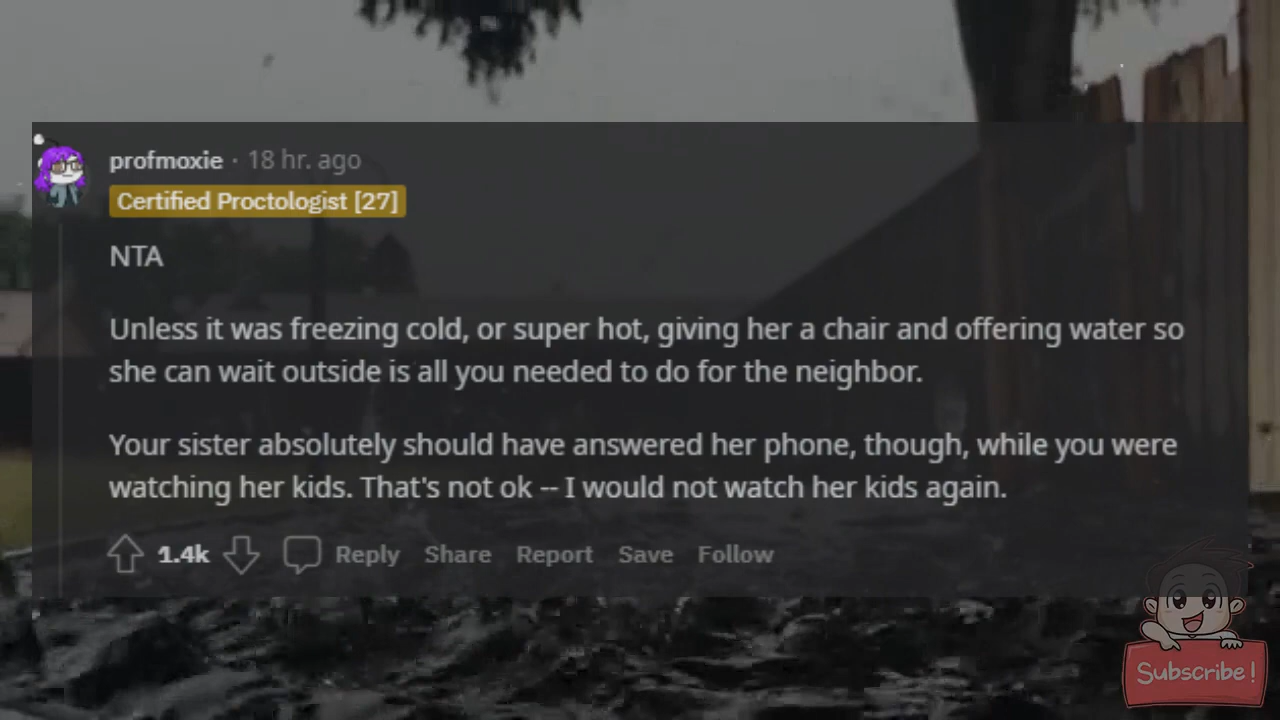 profmoxie · 18 hr. ago
Certified Proctologist [27]
NTA
Unless it was freezing cold, or super hot, giving her a chair and offering water so
she can wait outside is all you needed to do for the neighbor.
Your sister absolutely should have answered her phone, though, while you were
watching her kids. That's not ok -- I would not watch her kids again.
1.4k Reply Share Report Save Follow
Subscribe!